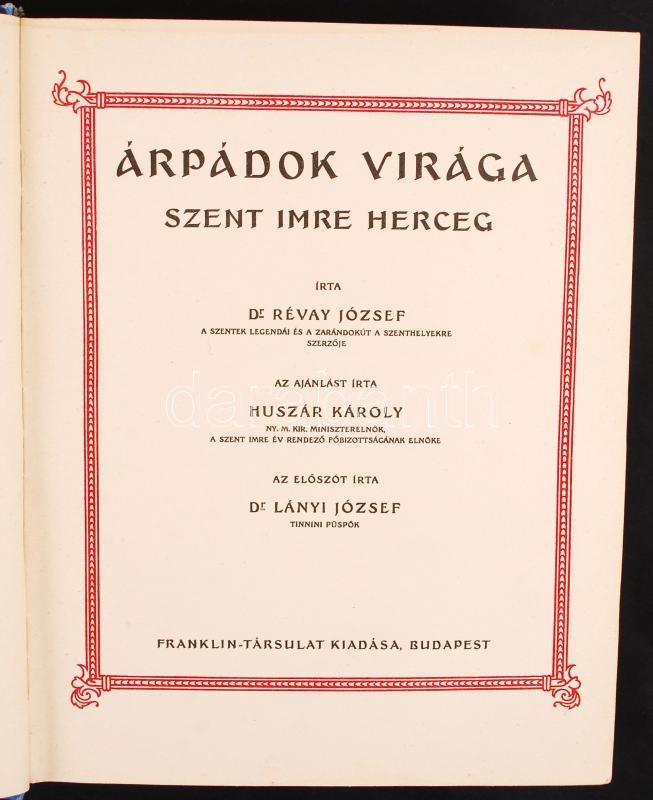 ÁRPÁDOK VIRÁGA
SZENT IMRE HERCEG
ÍRTA
Dr RÉVAY JÓZSEF
A SZENTEK LEGENDÁI ÉS A ZARÁNDOKÚT A SZENTHELYEKRE
SZERZŐJE
AZ AJÁNLÁST ÍRTA
darabanth
HUSZÁR KÁROLY
NY. M. KIR. MINISZTERELNÖK,
A SZENT IMRE ÉV RENDEZŐ FŐBIZOTTSÁGÁNAK ELNÖKE
AZ ELŐSZÓT ÍRTA
Dr LÁNYI JÓZSEF
TINNINI PÜSPÖK
FRANKLIN-TÁRSULAT KIADÁSA, BUDAPEST